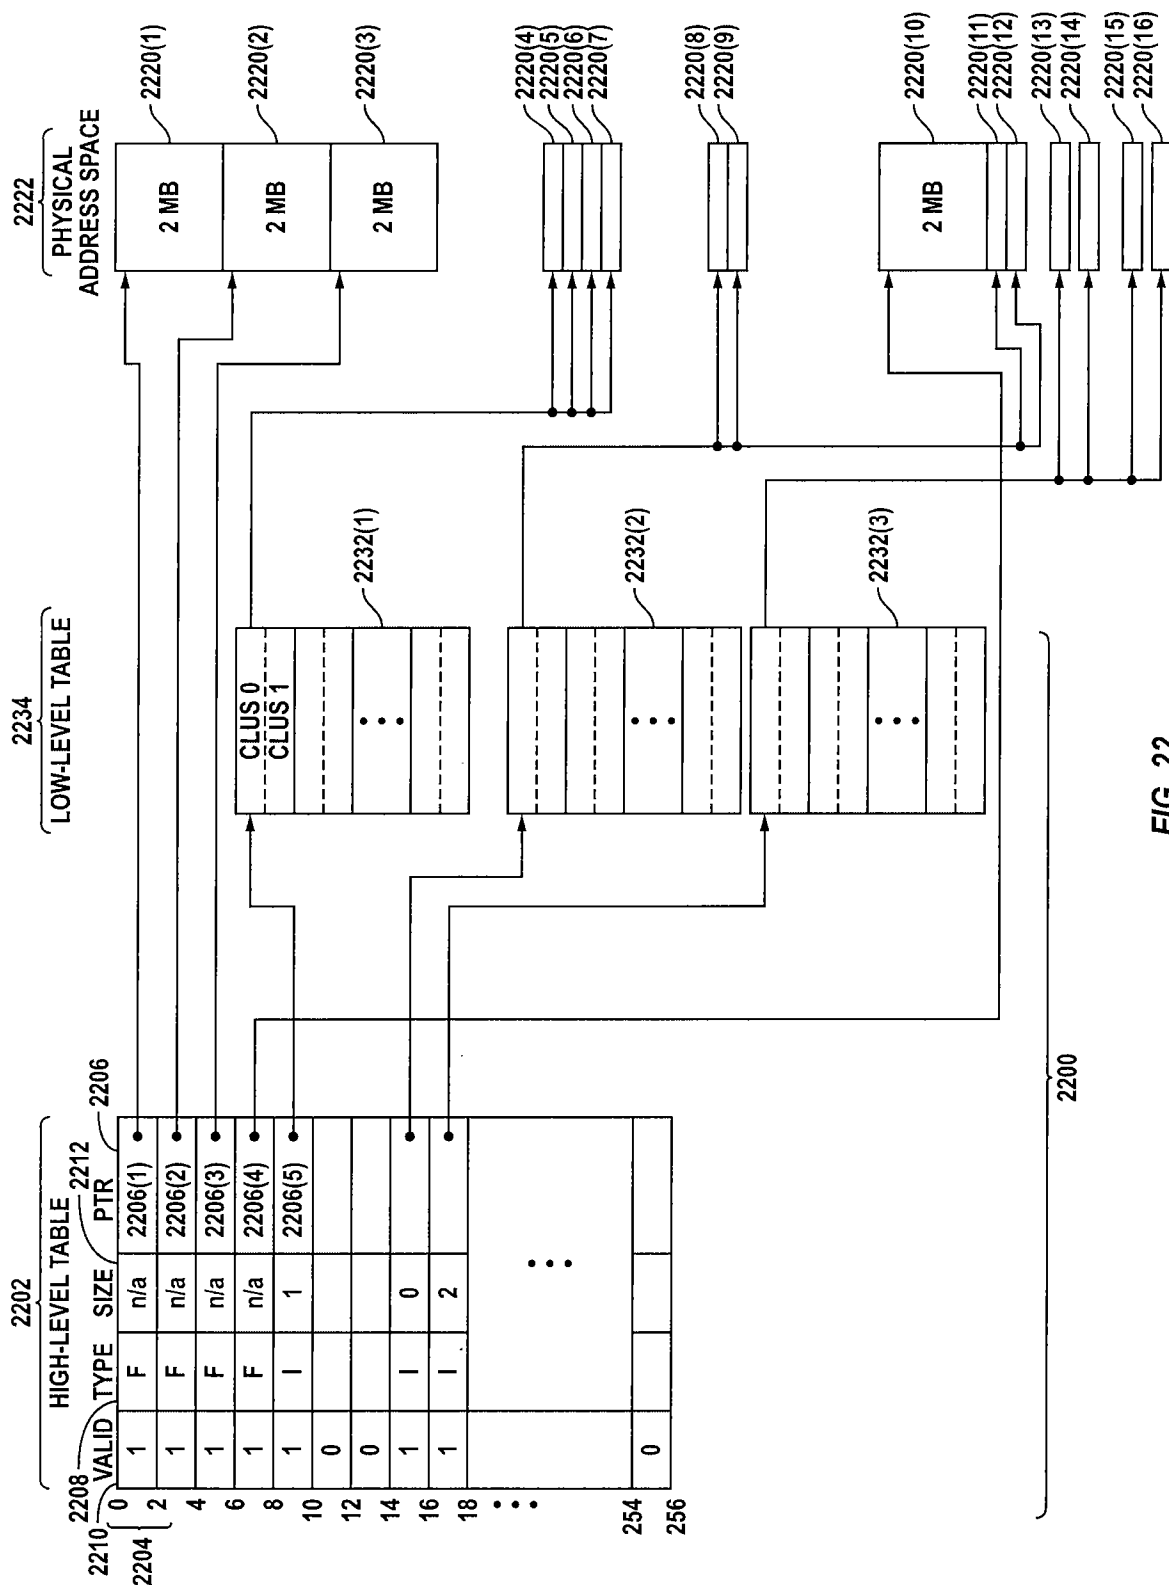 2202
HIGH-LEVEL TABLE
2234
LOW-LEVEL TABLE
2222
PHYSICAL
ADDRESS SPACE
2210
2208
2212
2206
2204
VALID TYPE SIZE PTR
0
1 F n/a 2206(1)
2
1 F n/a 2206(2)
4
1 F n/a 2206(3)
6
1 F n/a 2206(4)
8
1 I 1 2206(5)
10
0
12
0
14
1 I 0
16
1 I 2
18
254
0
256
CLUS 0
CLUS 1
2232(1)
2232(2)
2232(3)
2 MB
2220(1)
2 MB
2220(2)
2 MB
2220(3)
2220(4)
2220(5)
2220(6)
2220(7)
2220(8)
2220(9)
2 MB
2220(10)
2220(11)
2220(12)
2220(13)
2220(14)
2220(15)
2220(16)
2200
FIG. 22